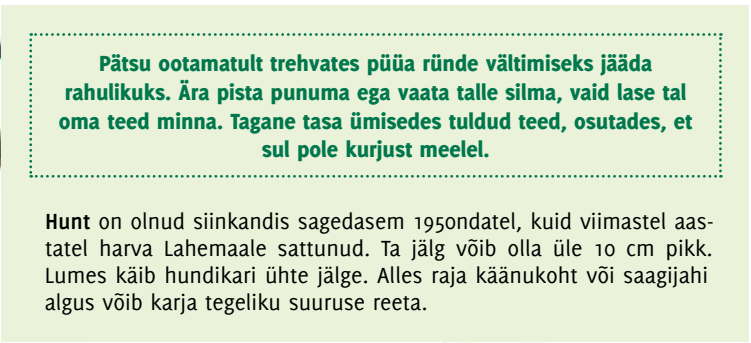 Pätsu ootamatult trehvates püüa ründe vältimiseks jääda
rahulikuks. Ära pista punuma ega vaata talle silma, vaid lase tal
oma teed minna. Tagane tasa ümisedes tuldud teed, osutades, et
sul pole kurjust meelel.
Hunt on olnud siinkandis sagedasem 1950ndatel, kuid viimastel aas-
tatel harva Lahemaale sattunud. Ta jälg võib olla üle 10 cm pikk.
Lumes käib hundikari ühte jälge. Alles raja käänukoht või saagijahi
algus võib karja tegeliku suuruse reeta.